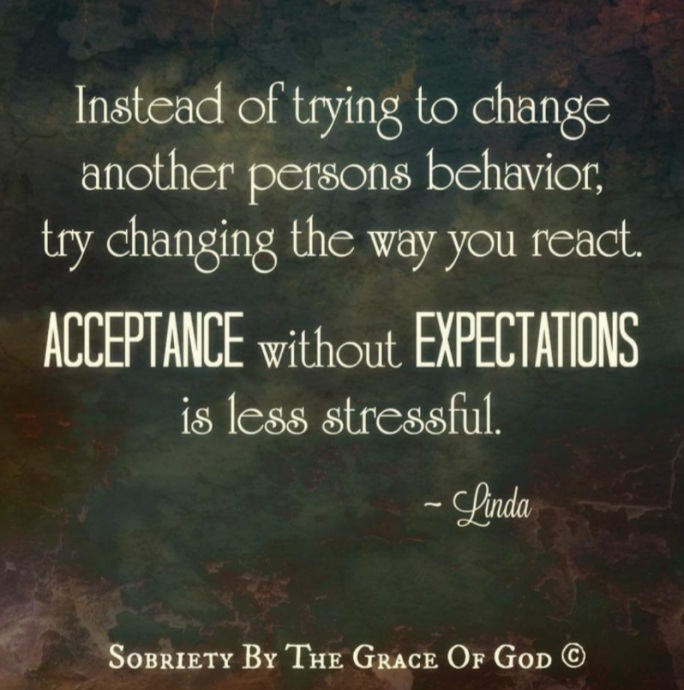 Instead of trying to change
another persons behavior,
try changing the way you react.
ACCEPTANCE without EXPECTATIONS
is less stressful.
~ Linda
SOBRIETY BY THE GRACE OF GOD ©